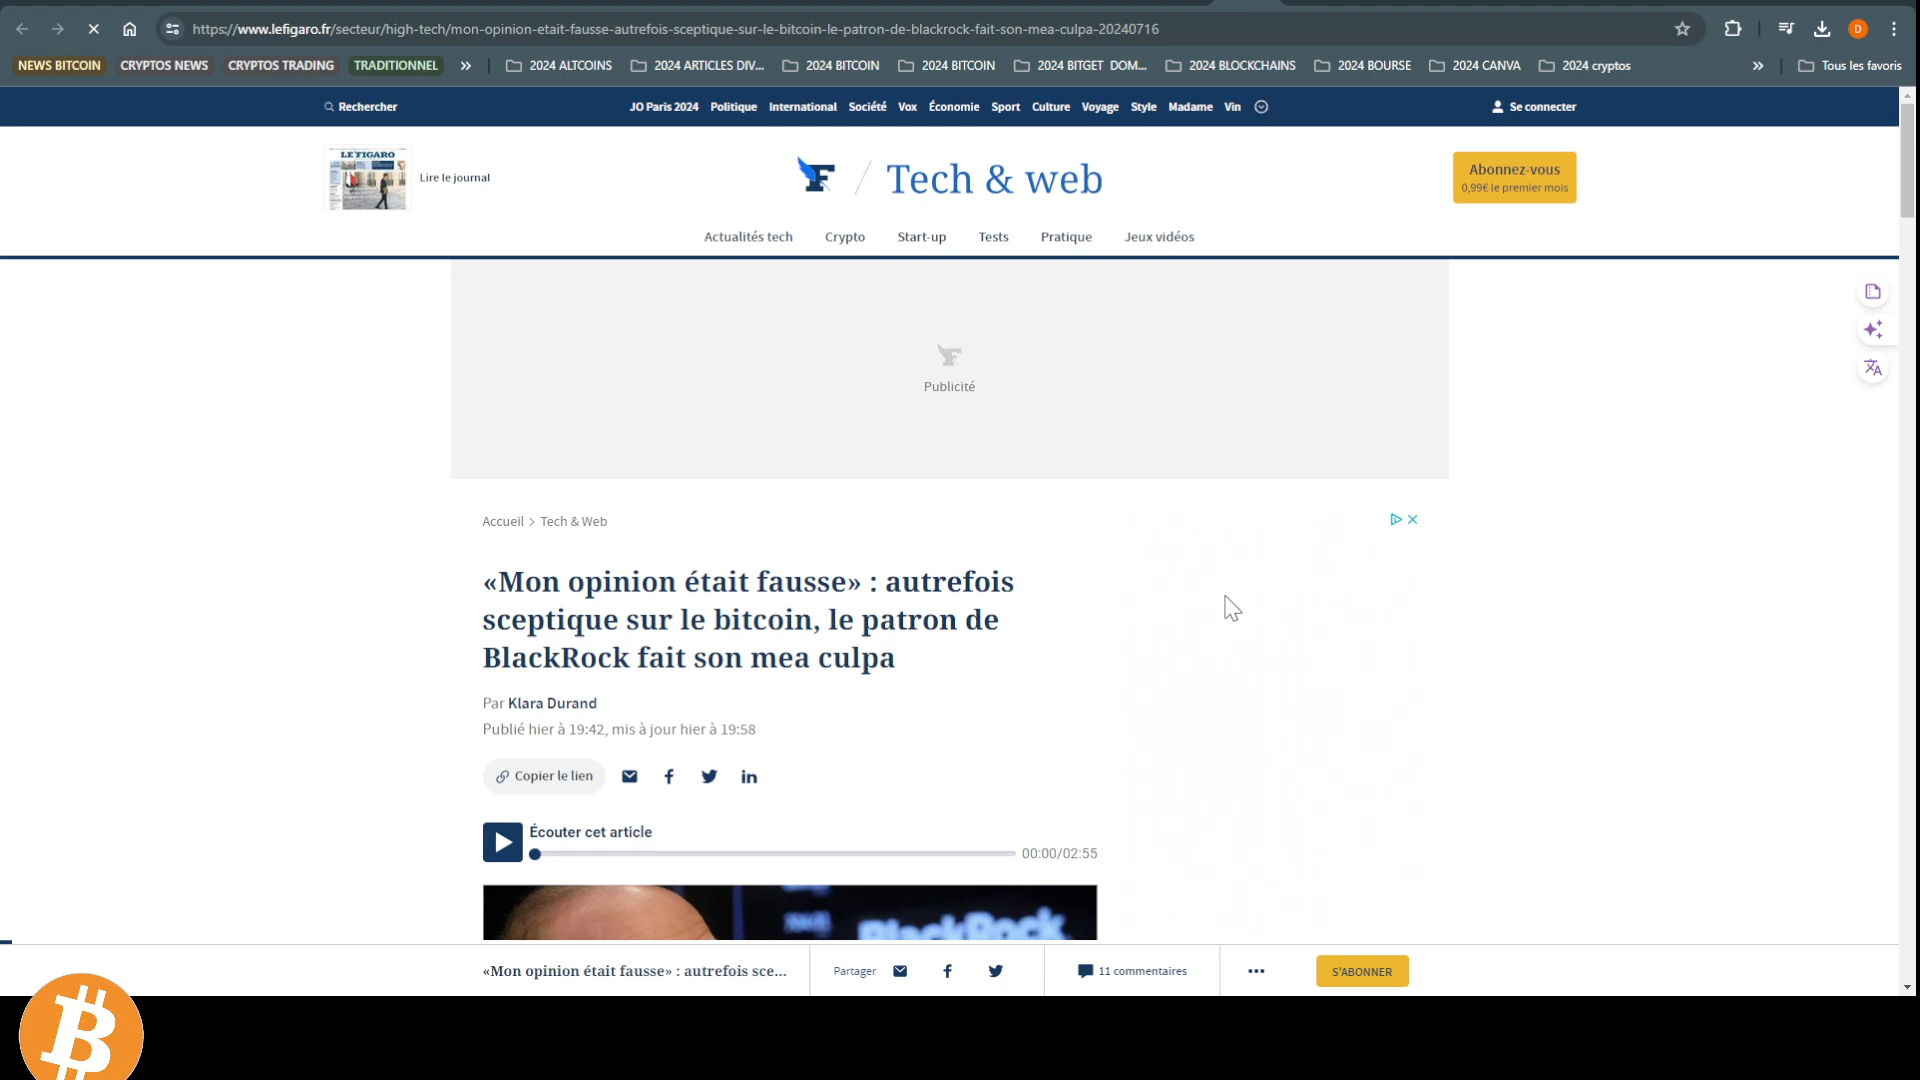 https://www.lefigaro.fr/secteur/high-tech/mon-opinion-etait-fausse-autrefois-sceptique-sur-le-bitcoin-le-patron-de-blackrock-fait-son-mea-culpa-20240716
D
NEWS BITCOIN CRYPTOS NEWS CRYPTOS TRADING TRADITIONNEL » 2024 ALTCOINS 2024 ARTICLES DIV... 2024 BITCOIN 2024 BITCOIN 2024 BITGET DOM... 2024 BLOCKCHAINS 2024 BOURSE 2024 CANVA 2024 cryptos » Tous les favoris
Rechercher JO Paris 2024 Politique International Société Vox Économie Sport Culture Voyage Style Madame Vin Se connecter
LE FIGARO
Lire le journal
F / Tech & web
Abonnez-vous
0,99€ le premier mois
Actualités tech Crypto Start-up Tests Pratique Jeux vidéos
Publicité
Accueil > Tech & Web
«Mon opinion était fausse» : autrefois
sceptique sur le bitcoin, le patron de
BlackRock fait son mea culpa
Par Klara Durand
Publié hier à 19:42, mis à jour hier à 19:58
Copier le lien
Écouter cet article
00:00/02:55
BlackRock
«Mon opinion était fausse» : autrefois sce... Partager 11 commentaires ••• S'ABONNER